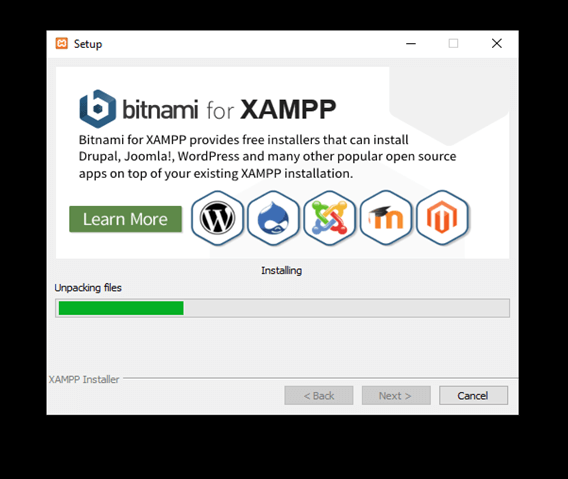 Setup
bitnami for XAMPP
Bitnami for XAMPP provides free installers that can install
Drupal, Joomla!, WordPress and many other popular open source
apps on top of your existing XAMPP installation.
Learn More
Installing
Unpacking files
XAMPP Installer
< Back
Next >
Cancel